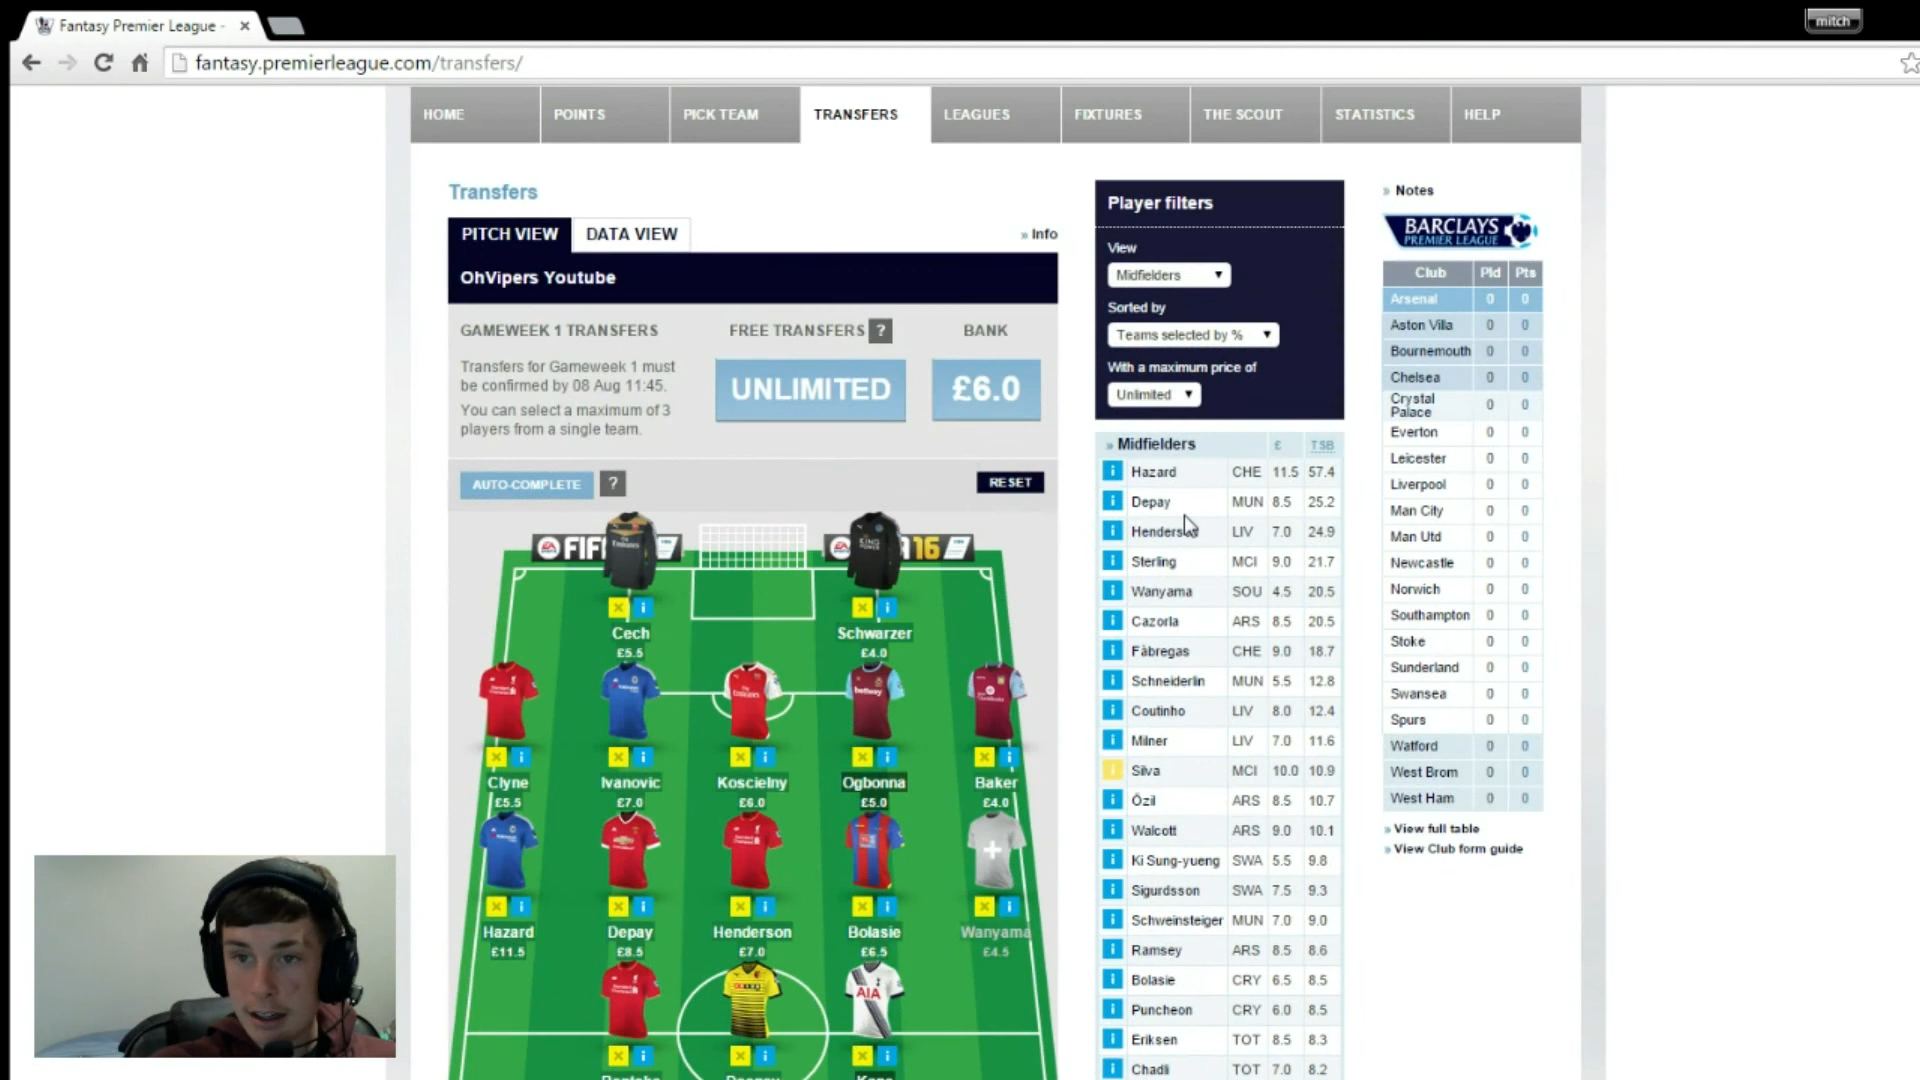 Fantasy Premier League -
mitch
fantasy.premierleague.com/transfers/
HOME POINTS PICK TEAM TRANSFERS LEAGUES FIXTURES THE SCOUT STATISTICS HELP
Transfers
PITCH VIEW DATA VIEW
» Info
OhVipers Youtube
GAMEWEEK 1 TRANSFERS
Transfers for Gameweek 1 must
be confirmed by 08 Aug 11:45.
You can select a maximum of 3
players from a single team.
FREE TRANSFERS ?
UNLIMITED
BANK
£6.0
AUTO-COMPLETE ?
RESET
Cech
£5.5
Schwarzer
£4.0
Clyne
£5.5
Ivanovic
£7.0
Koscielny
£6.0
Ogbonna
£5.0
Baker
£4.0
Hazard
£11.5
Depay
£8.5
Henderson
£7.0
Bolasie
£6.5
Wanyama
£4.5
AIA
Player filters
View
Midfielders
Sorted by
Teams selected by %
With a maximum price of
Unlimited
» Midfielders £ TSB
Hazard CHE 11.5 57.4
Depay MUN 8.5 25.2
Henderson LIV 7.0 24.9
Sterling MCI 9.0 21.7
Wanyama SOU 4.5 20.5
Cazorla ARS 8.5 20.5
Fàbregas CHE 9.0 18.7
Schneiderlin MUN 5.5 12.8
Coutinho LIV 8.0 12.4
Milner LIV 7.0 11.6
Silva MCI 10.0 10.9
Özil ARS 8.5 10.7
Walcott ARS 9.0 10.1
Ki Sung-yueng SWA 5.5 9.8
Sigurdsson SWA 7.5 9.3
Schweinsteiger MUN 7.0 9.0
Ramsey ARS 8.5 8.6
Bolasie CRY 6.5 8.5
Puncheon CRY 6.0 8.5
Eriksen TOT 8.5 8.3
Chadli TOT 7.0 8.2
» Notes
BARCLAYS
PREMIER LEAGUE
Club Pld Pts
Arsenal 0 0
Aston Villa 0 0
Bournemouth 0 0
Chelsea 0 0
Crystal
Palace 0 0
Everton 0 0
Leicester 0 0
Liverpool 0 0
Man City 0 0
Man Utd 0 0
Newcastle 0 0
Norwich 0 0
Southampton 0 0
Stoke 0 0
Sunderland 0 0
Swansea 0 0
Spurs 0 0
Watford 0 0
West Brom 0 0
West Ham 0 0
» View full table
» View Club form guide